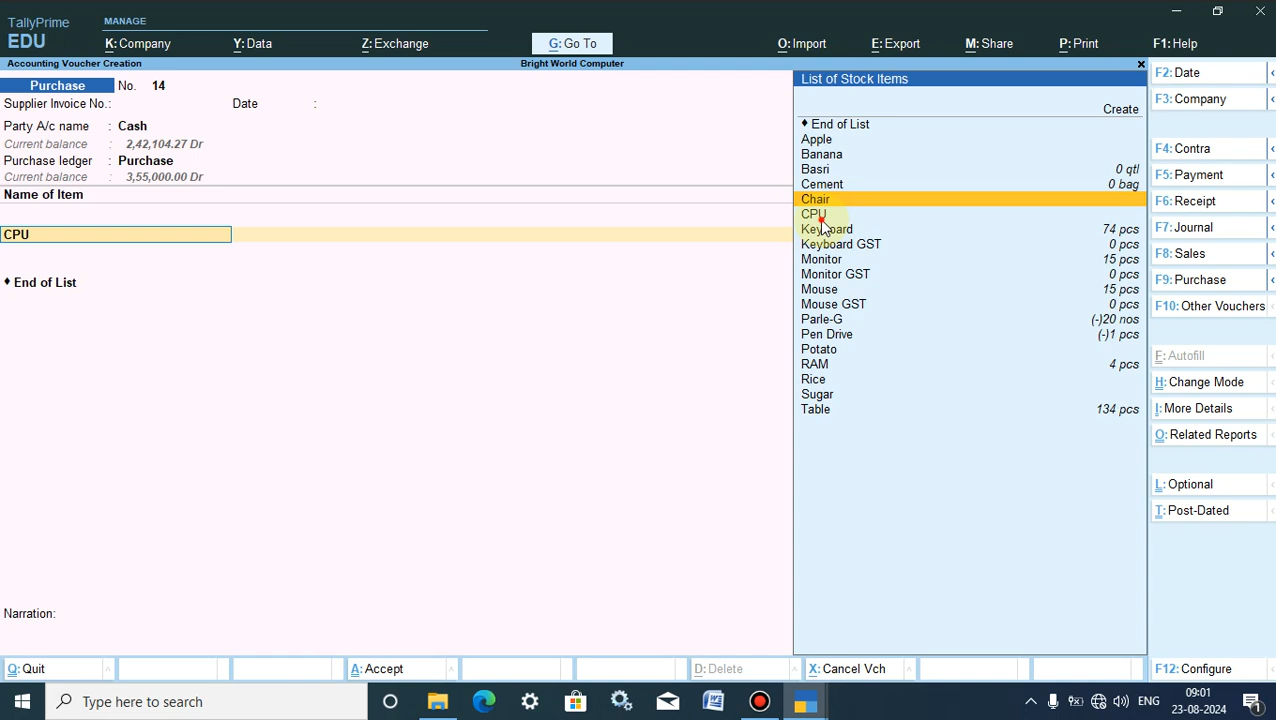 TallyPrime
EDU
MANAGE
K: Company
Y: Data
Z: Exchange
G: Go To
O: Import
E: Export
M: Share
P: Print
F1: Help
Accounting Voucher Creation
Bright World Computer
Purchase No. 14
Supplier Invoice No.: Date :
Party A/c name : Cash
Current balance : 2,42,104.27 Dr
Purchase ledger : Purchase
Current balance : 3,55,000.00 Dr
Name of Item
CPU
♦ End of List
Narration:
List of Stock Items
Create
♦ End of List
Apple
Banana
Basri 0 qtl
Cement 0 bag
Chair
CPU
Keyboard 74 pcs
Keyboard GST 0 pcs
Monitor 15 pcs
Monitor GST 0 pcs
Mouse 15 pcs
Mouse GST 0 pcs
Parle-G (-)20 nos
Pen Drive (-)1 pcs
Potato
RAM 4 pcs
Rice
Sugar
Table 134 pcs
F2: Date
F3: Company
F4: Contra
F5: Payment
F6: Receipt
F7: Journal
F8: Sales
F9: Purchase
F10: Other Vouchers
F: Autofill
H: Change Mode
I: More Details
O: Related Reports
L: Optional
T: Post-Dated
F12: Configure
Q: Quit
A: Accept
D: Delete
X: Cancel Vch
Type here to search
ENG
09:01
23-08-2024